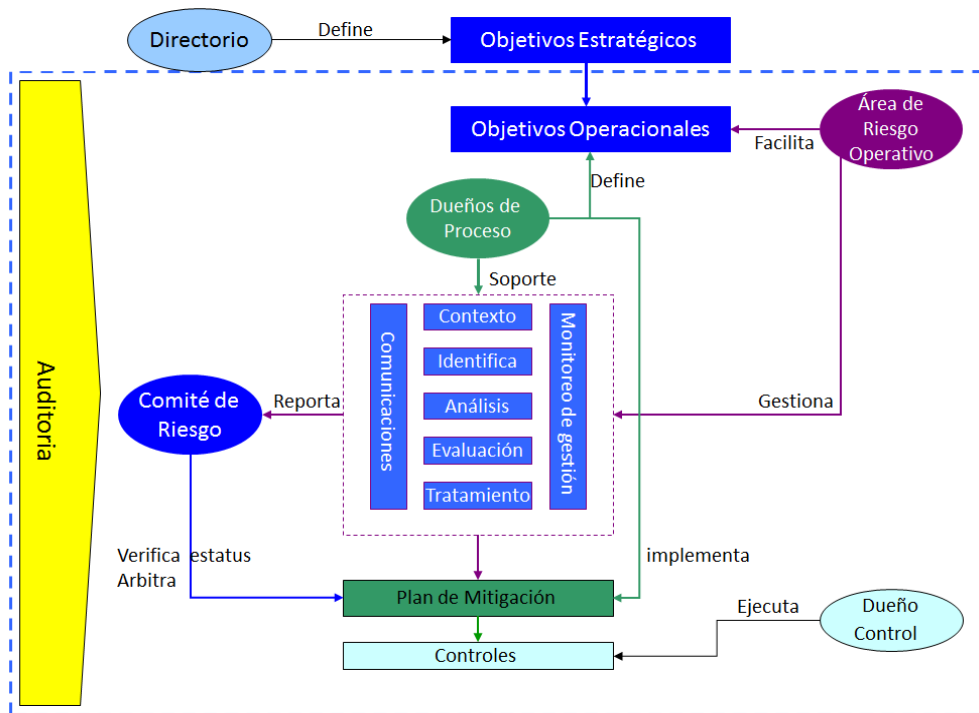 Directorio
Define
Objetivos Estratégicos
Objetivos Operacionales
Área de
Riesgo
Operativo
Facilita
Define
Dueños de
Proceso
Soporte
Auditoria
Comité de
Riesgo
Reporta
Comunicaciones
Contexto
Identifica
Análisis
Evaluación
Tratamiento
Monitoreo de gestión
Gestiona
Verifica estatus
Arbitra
implementa
Plan de Mitigación
Ejecuta
Dueño
Control
Controles